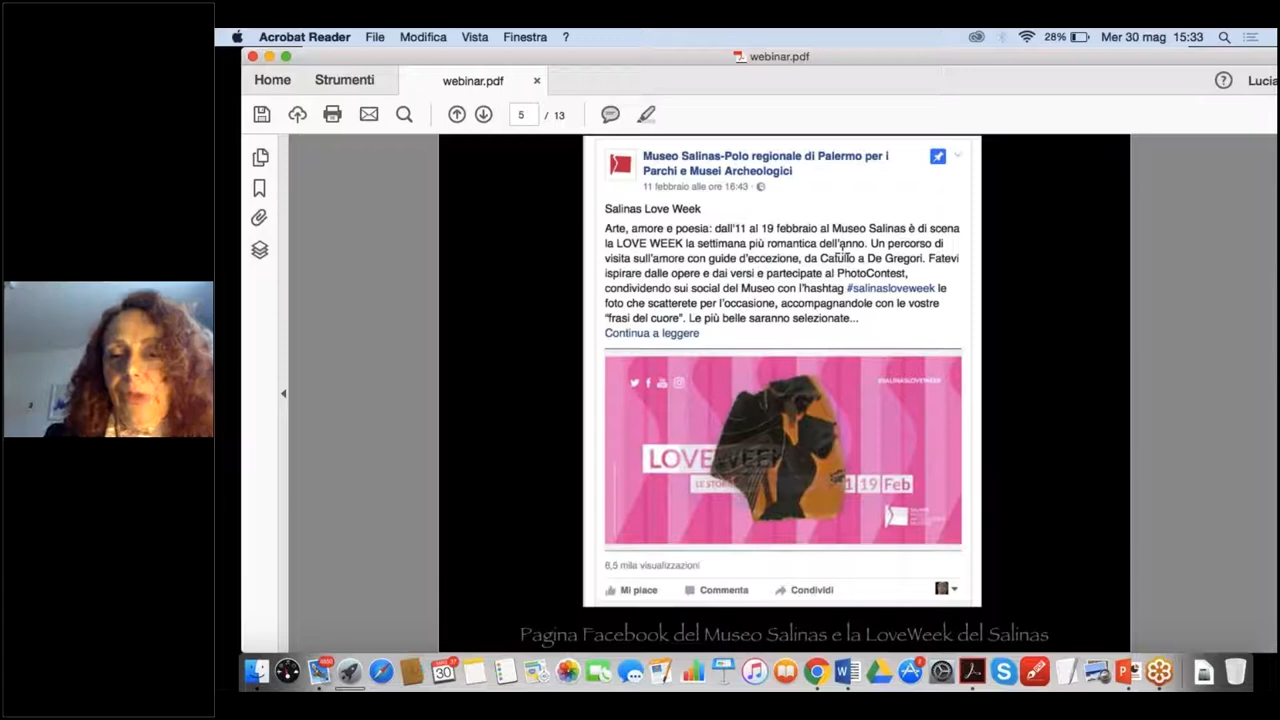 Acrobat Reader File Modifica Vista Finestra ? 28% Mer 30 mag 15:33
webinar.pdf
Home Strumenti webinar.pdf × ? Lucia
5 / 13
Museo Salinas-Polo regionale di Palermo per i
Parchi e Musei Archeologici
11 febbraio alle ore 16:43
Salinas Love Week
Arte, amore e poesia: dall'11 al 19 febbraio al Museo Salinas è di scena
la LOVE WEEK la settimana più romantica dell'anno. Un percorso di
visita sull'amore con guide d'eccezione, da Catullo a De Gregori. Fatevi
ispirare dalle opere e dai versi e partecipate al PhotoContest,
condividendo sui social del Museo con l'hashtag #salinasloveweek le
foto che scatterete per l'occasione, accompagnandole con le vostre
"frasi del cuore". Le più belle saranno selezionate...
Continua a leggere
#SALINASLOVEWEEK
LOVEWEEK
LE
19 Feb
6,5 mila visualizzazioni
Mi piace Commenta Condividi
Pagina Facebook del Museo Salinas e la LoveWeek del Salinas
30